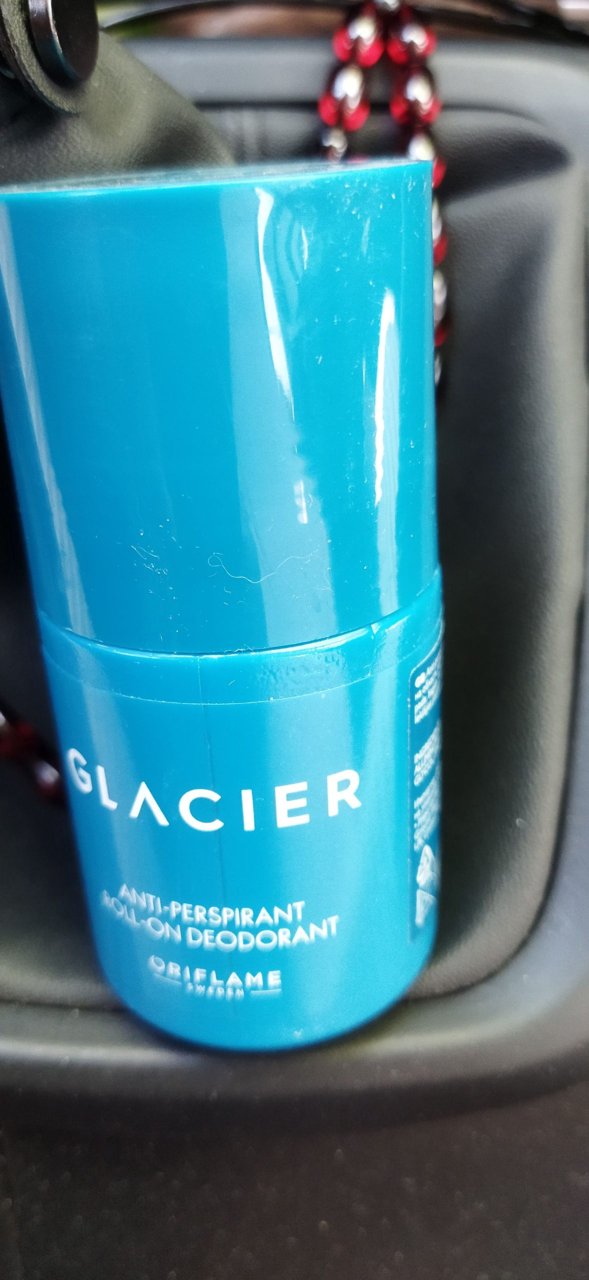 GLACIER
ANTI-PERSPIRANT
ROLL-ON DEODORANT
ORIFLAME
SWEDEN